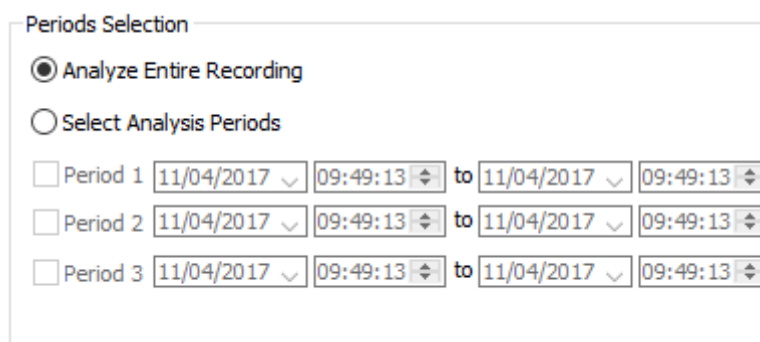 Periods Selection
Analyze Entire Recording
Select Analysis Periods
Period 1 11/04/2017 09:49:13 to 11/04/2017 09:49:13
Period 2 11/04/2017 09:49:13 to 11/04/2017 09:49:13
Period 3 11/04/2017 09:49:13 to 11/04/2017 09:49:13